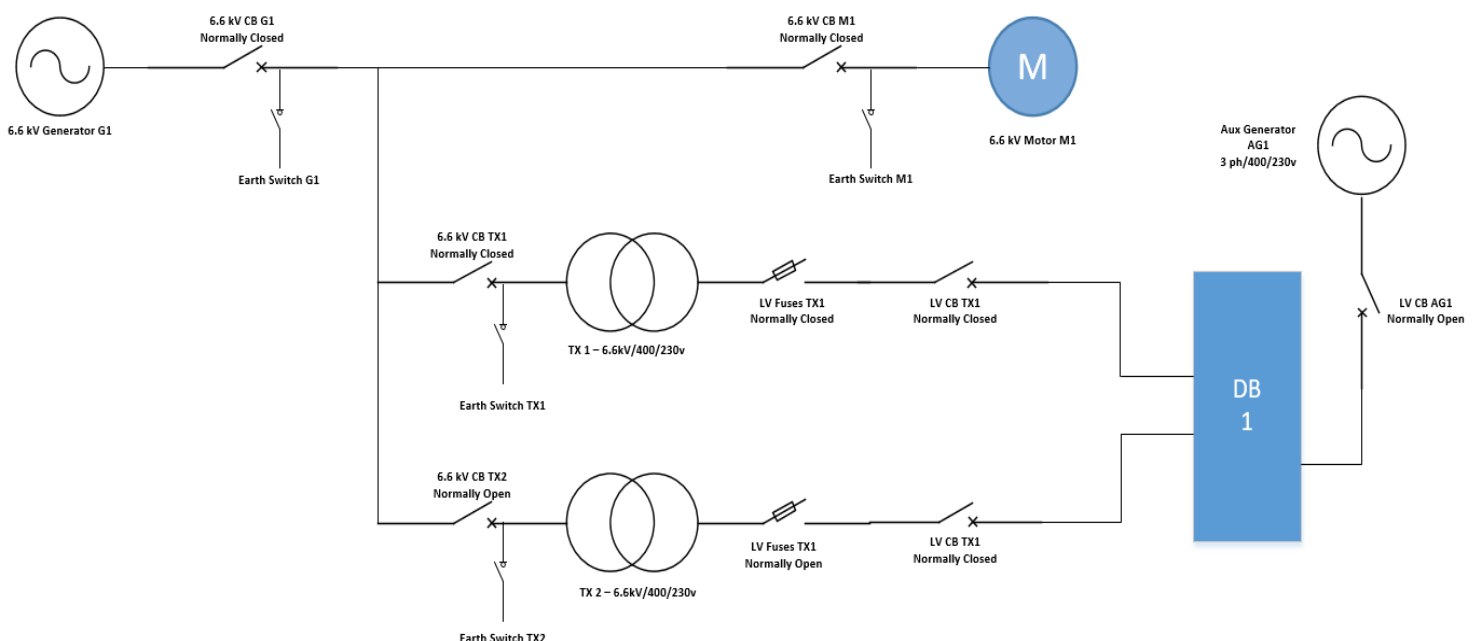 6.6 kV CB G1
Normally Closed
6.6 kV CB M1
Normally Closed
M
6.6 kV Generator G1
6.6 kV Motor M1
Aux Generator
AG1
3 ph/400/230v
Earth Switch G1
Earth Switch M1
6.6 kV CB TX1
Normally Closed
LV Fuses TX1
Normally Closed
LV CB TX1
Normally Closed
LV CB AG1
Normally Open
TX 1 – 6.6kV/400/230v
Earth Switch TX1
DB
1
6.6 kV CB TX2
Normally Open
LV Fuses TX1
Normally Open
LV CB TX1
Normally Closed
TX 2 – 6.6kV/400/230v
Earth Switch TX2